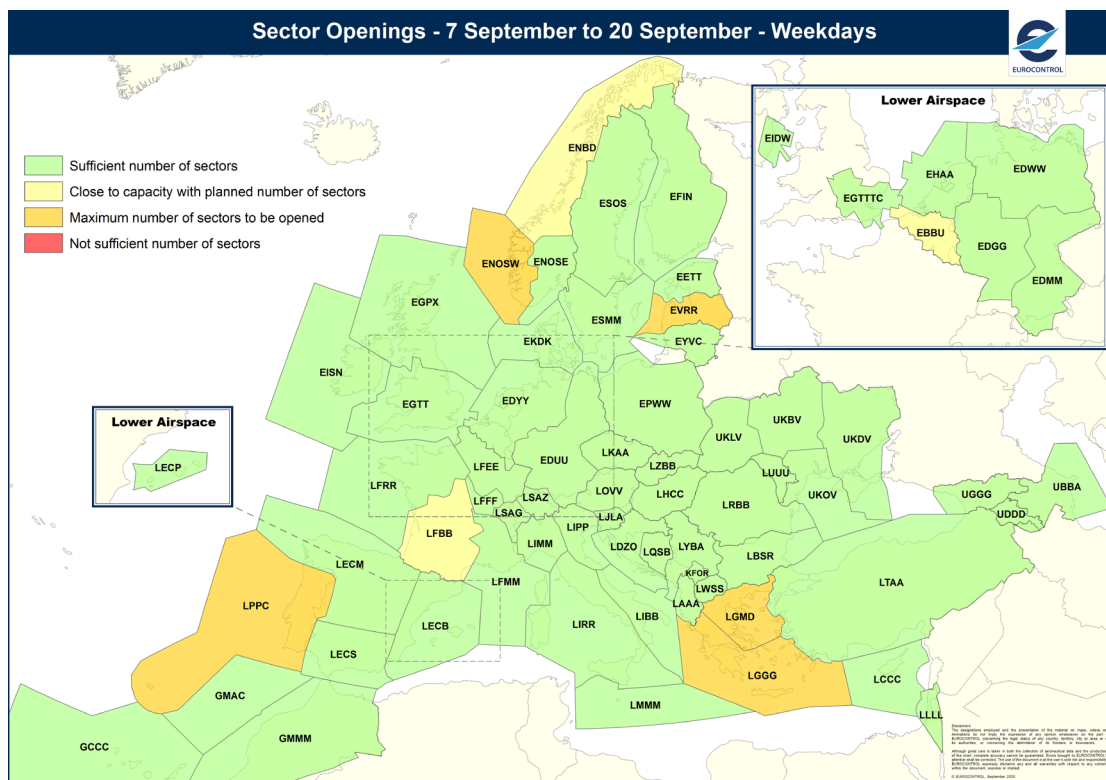 Sector Openings - 7 September to 20 September - Weekdays
EUROCONTROL
Sufficient number of sectors
Close to capacity with planned number of sectors
Maximum number of sectors to be opened
Not sufficient number of sectors
Lower Airspace
EIDW
EHAA
EDWW
EGTTTC
EBBU
EDGG
EDMM
ENBD
ESOS
EFIN
ENOSW
ENOSE
EETT
EGPX
EVRR
ESMM
EKDK
EYVC
EISN
EGTT
EDYY
EPWW
UKBV
UKLV
UKDV
Lower Airspace
LECP
LFEE
EDUU
LKAA
LZBB
LUUU
LFRR
LFFF
LSAZ
LOVV
LHCC
LRBB
UKOV
UGGG
UBBA
UDDD
LSAG
LJLA
LIPP
LFBB
LIMM
LDZO
LQSB
LYBA
LBSR
LECM
LFMM
KFOR
LWSS
LTAA
LPPC
LAAA
LECB
LIRR
LIBB
LGMD
LECS
LGGG
LCCC
GMAC
LMMM
LLLL
GMMM
GCCC
Disclaimers
© EUROCONTROL - September, 2020